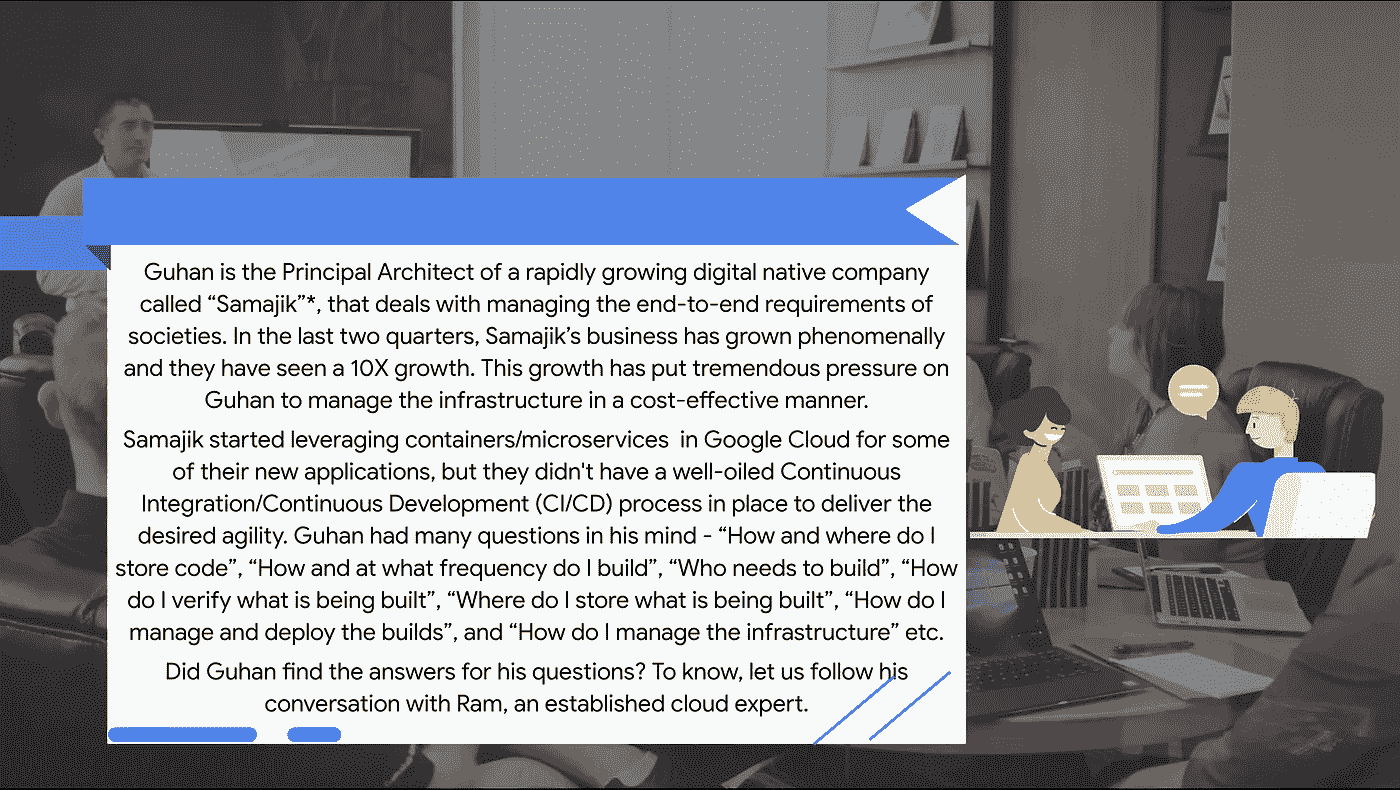 Guhan is the Principal Architect of a rapidly growing digital native company
called “Samajik”*, that deals with managing the end-to-end requirements of
societies. In the last two quarters, Samajik’s business has grown phenomenally
and they have seen a 10X growth. This growth has put tremendous pressure on
Guhan to manage the infrastructure in a cost-effective manner.
Samajik started leveraging containers/microservices  in Google Cloud for some
of their new applications, but they didn't have a well-oiled Continuous
Integration/Continuous Development (CI/CD) process in place to deliver the
desired agility. Guhan had many questions in his mind - “How and where do I
store code”, “How and at what frequency do I build”, “Who needs to build”, “How
do I verify what is being built”, “Where do I store what is being built”, “How do I
manage and deploy the builds”, and “How do I manage the infrastructure” etc.
Did Guhan find the answers for his questions? To know, let us follow his
conversation with Ram, an established cloud expert.